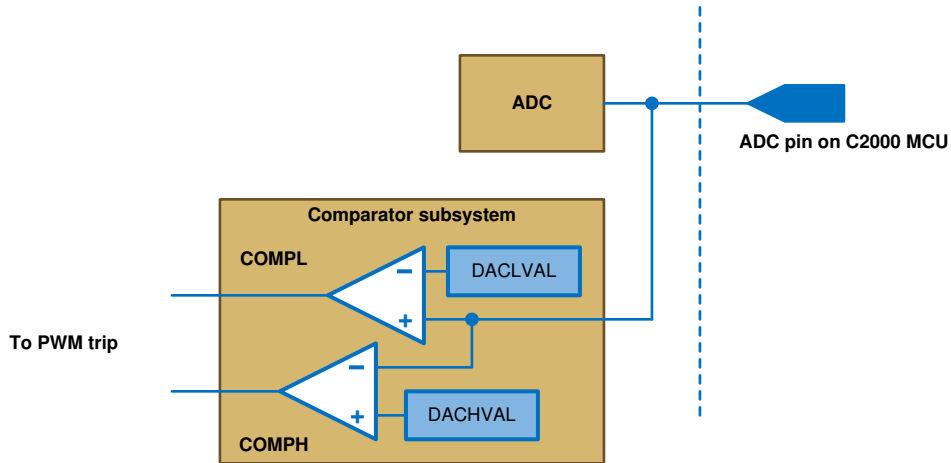 ADC
ADC pin on C2000 MCU
Comparator subsystem
COMPL
DACLVAL
To PWM trip
DACHVAL
COMPH